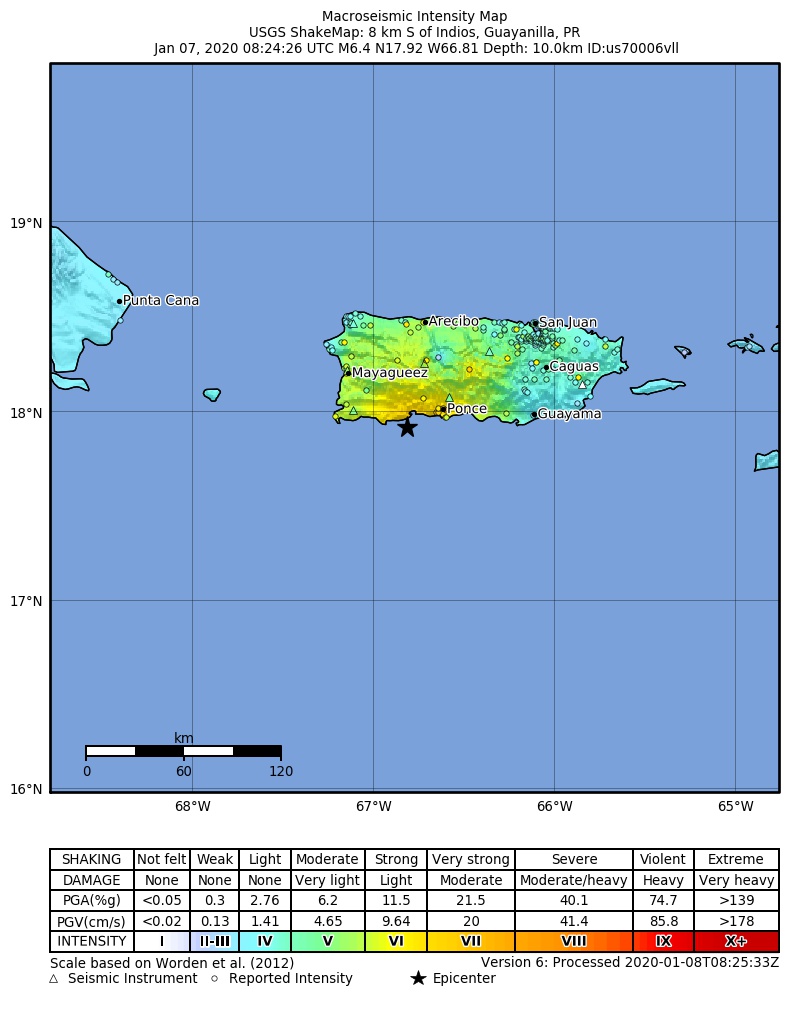 Macroseismic Intensity Map
USGS ShakeMap: 8 km S of Indios, Guayanilla, PR
Jan 07, 2020 08:24:26 UTC M6.4 N17.92 W66.81 Depth: 10.0km ID:us70006vll
19°N
Punta Cana
Arecibo
San Juan
Mayagueez
Caguas
18°N
Ponce
Guayama
17°N
km
0 60 120
16°N
68°W 67°W 66°W 65°W
SHAKING Not felt Weak Light Moderate Strong Very strong Severe Violent Extreme
DAMAGE None None None Very light Light Moderate Moderate/heavy Heavy Very heavy
PGA(%g) <0.05 0.3 2.76 6.2 11.5 21.5 40.1 74.7 >139
PGV(cm/s) <0.02 0.13 1.41 4.65 9.64 20 41.4 85.8 >178
INTENSITY I II-III IV V VI VII VIII IX X+
Scale based on Worden et al. (2012) Version 6: Processed 2020-01-08T08:25:33Z
Seismic Instrument Reported Intensity Epicenter